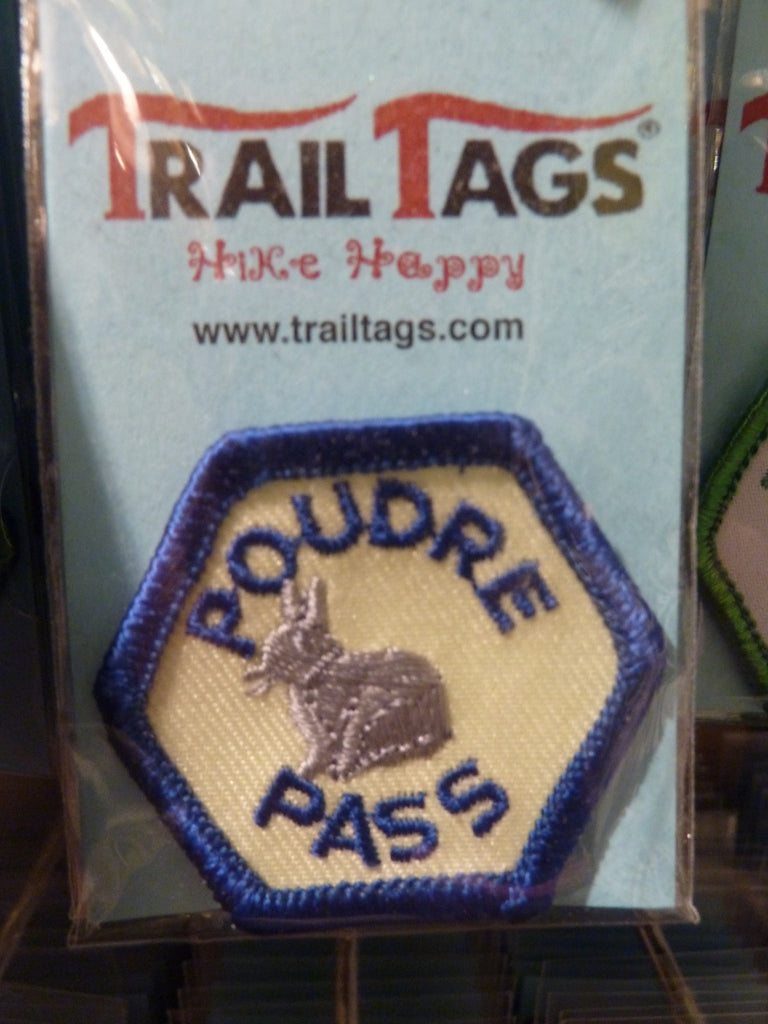 TRAIL TAGS®
HiKe Happy
www.trailtags.com
POUDRE
PASS